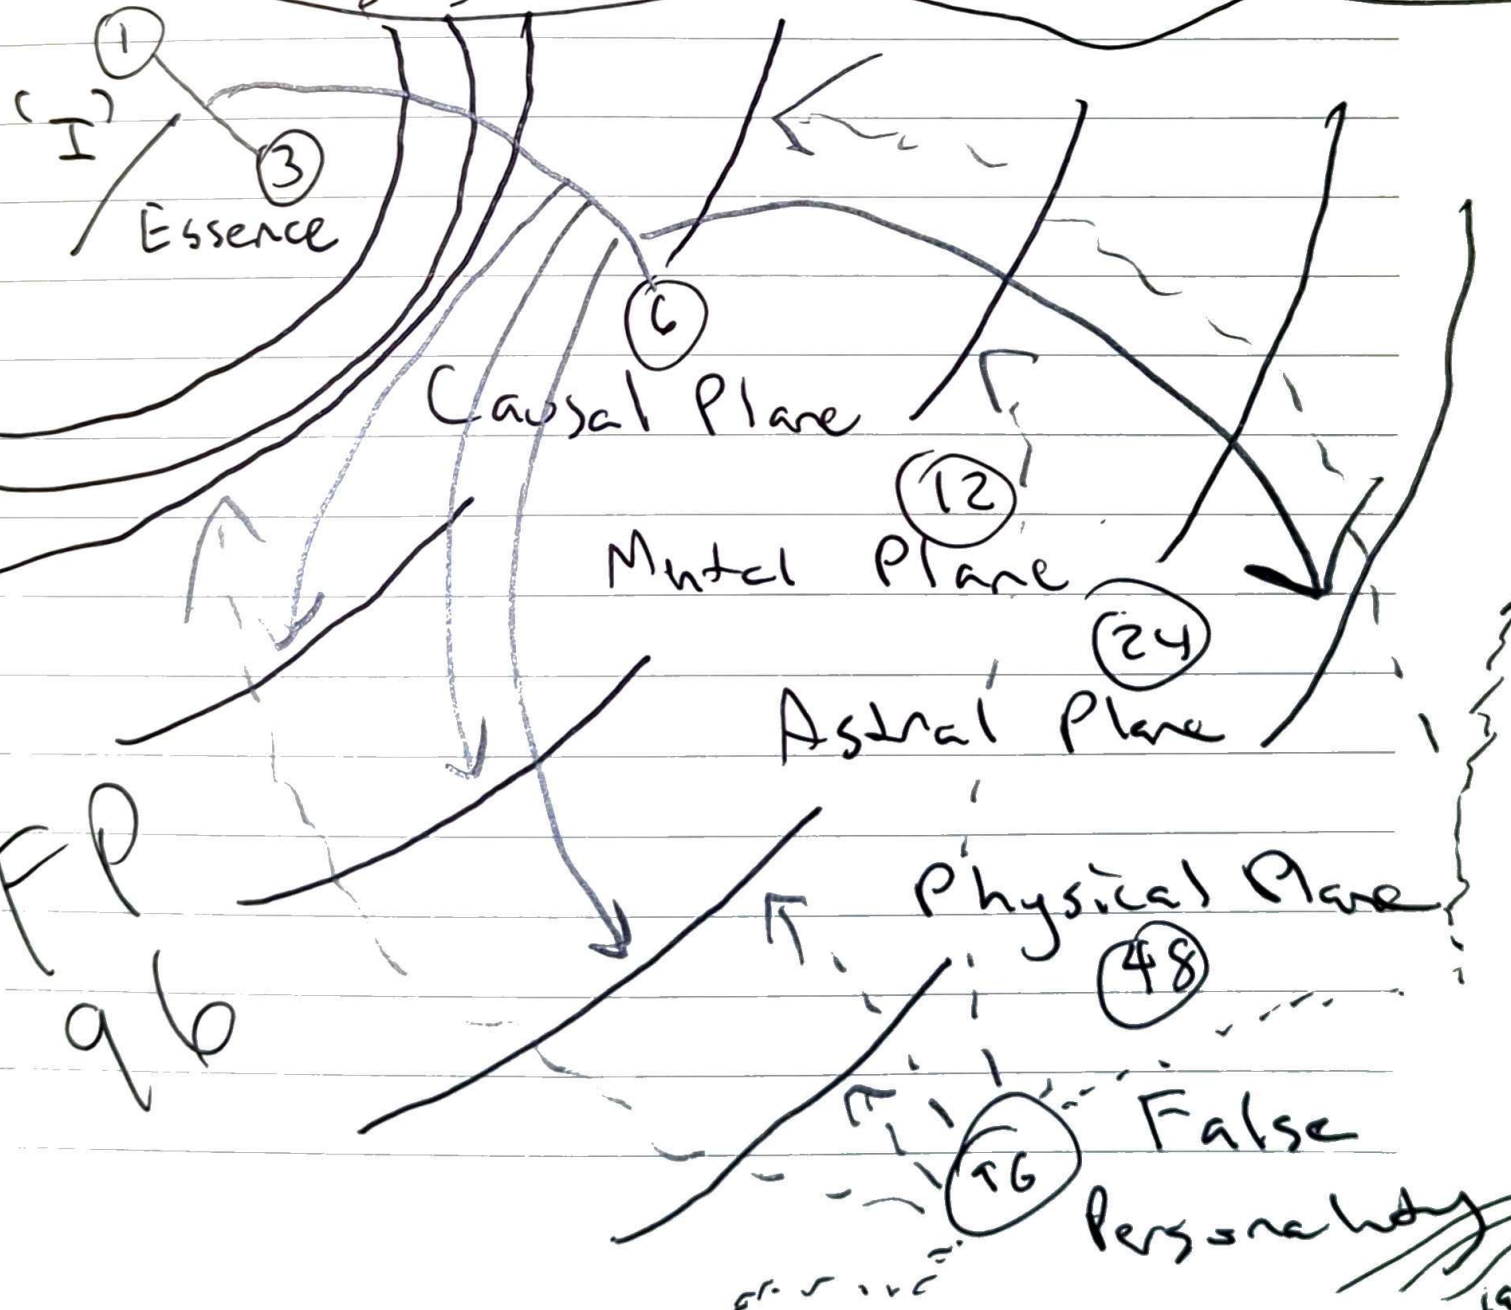 1
"I"
3
Essence
6
Causal Plane
12
Mental Plane
24
Astral Plane
Physical Plane
48
FP
96
96
False
Personality